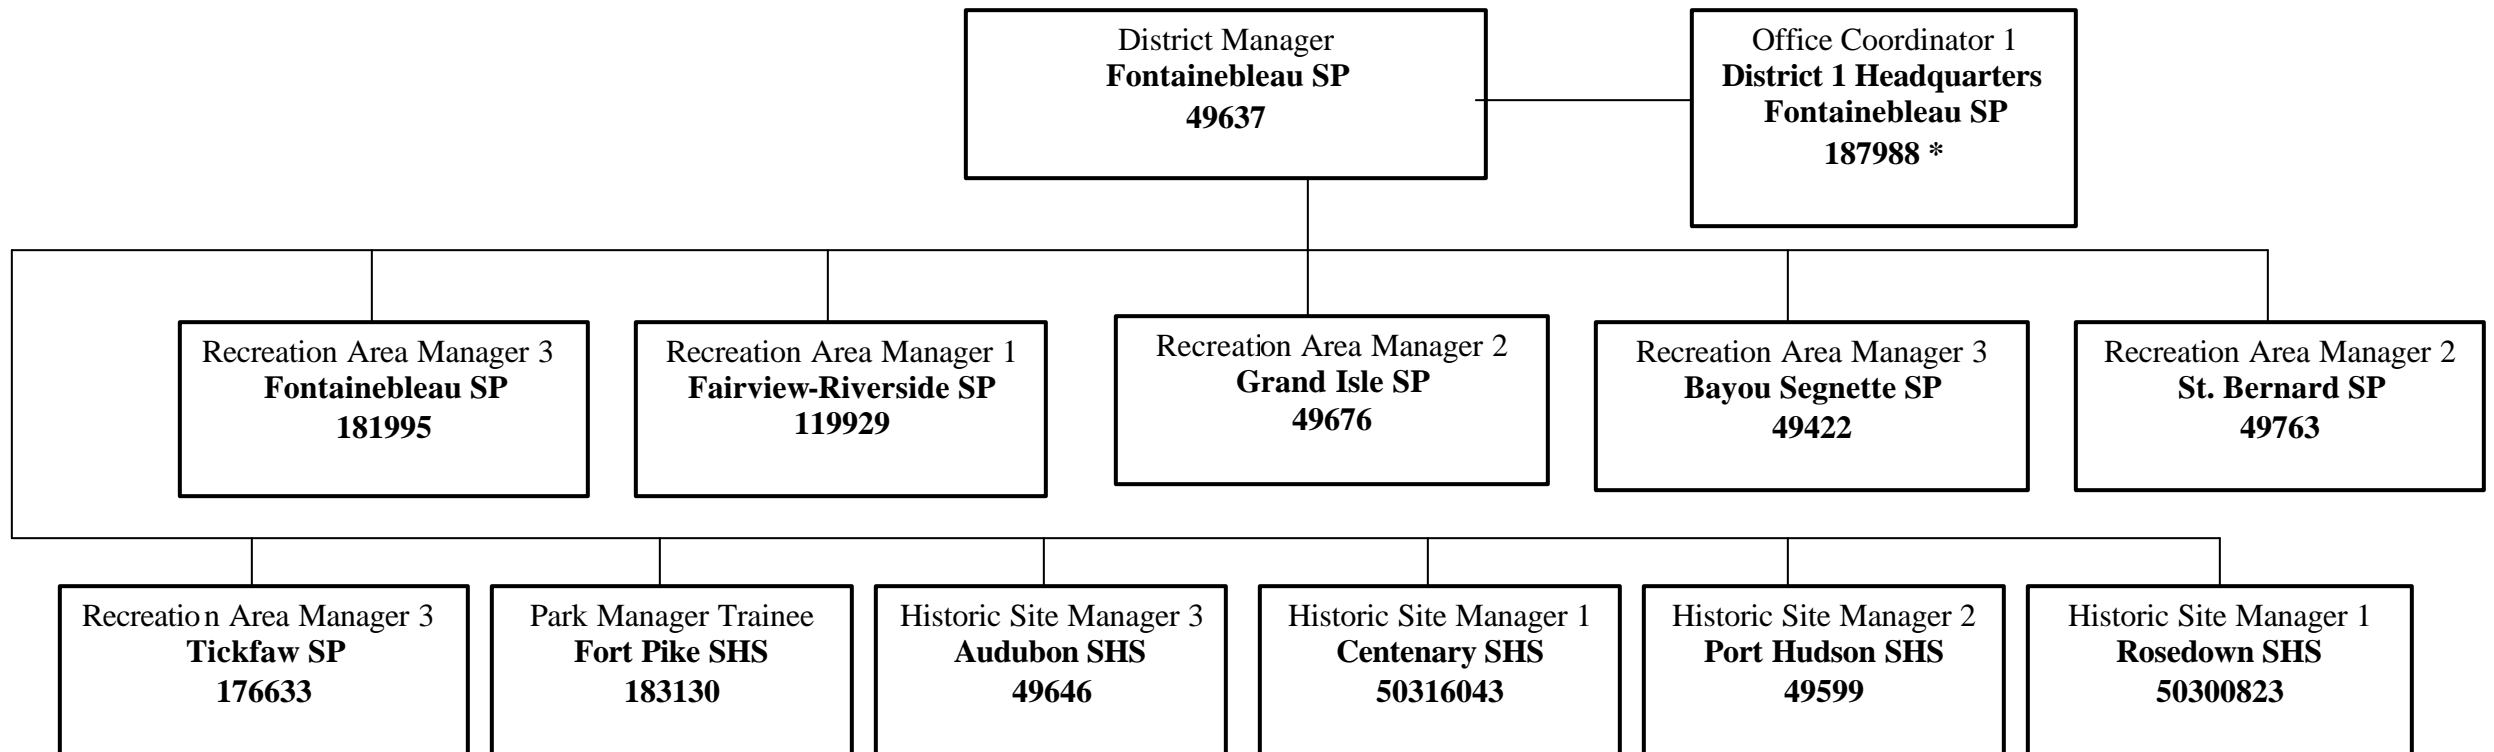 District Manager
Fontainebleau SP
49637
Office Coordinator 1
District 1 Headquarters
Fontainebleau SP
187988 *
Recreation Area Manager 3
Fontainebleau SP
181995
Recreation Area Manager 1
Fairview-Riverside SP
119929
Recreation Area Manager 2
Grand Isle SP
49676
Recreation Area Manager 3
Bayou Segnette SP
49422
Recreation Area Manager 2
St. Bernard SP
49763
Recreation Area Manager 3
Tickfaw SP
176633
Park Manager Trainee
Fort Pike SHS
183130
Historic Site Manager 3
Audubon SHS
49646
Historic Site Manager 1
Centenary SHS
50316043
Historic Site Manager 2
Port Hudson SHS
49599
Historic Site Manager 1
Rosedown SHS
50300823